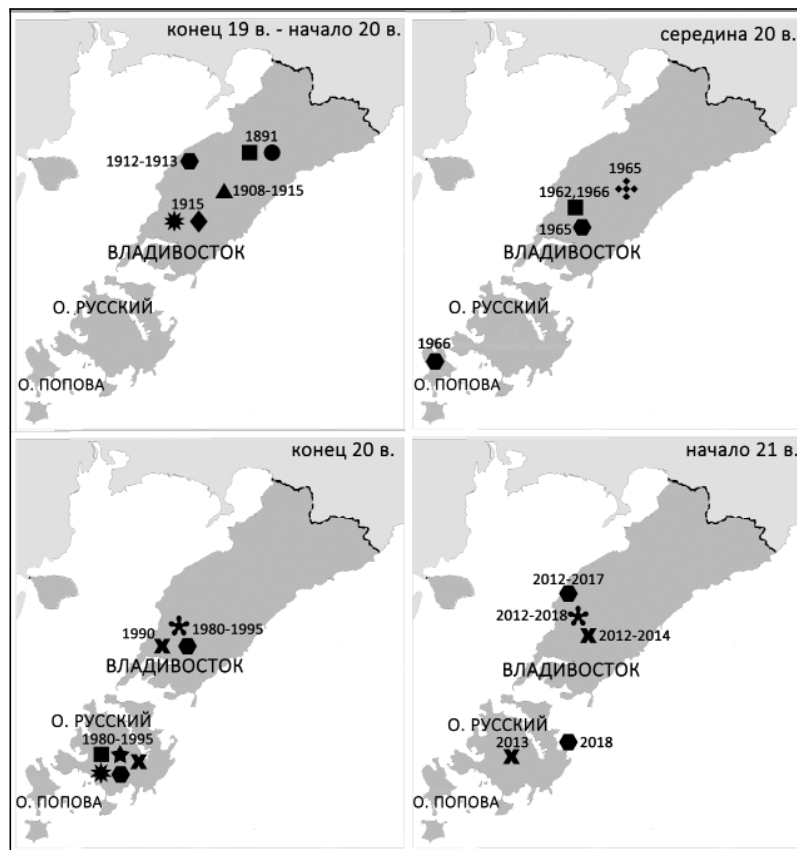 конец 19 в. - начало 20 в.
1891
1912-1913
1908-1915
1915
ВЛАДИВОСТОК
О. РУССКИЙ
О. ПОПОВА
середина 20 в.
1965
1962,1966
1965
ВЛАДИВОСТОК
О. РУССКИЙ
1966
О. ПОПОВА
конец 20 в.
1980-1995
1990
ВЛАДИВОСТОК
О. РУССКИЙ
1980-1995
О. ПОПОВА
начало 21 в.
2012-2017
2012-2018
2012-2014
ВЛАДИВОСТОК
О. РУССКИЙ
2013
2018
О. ПОПОВА